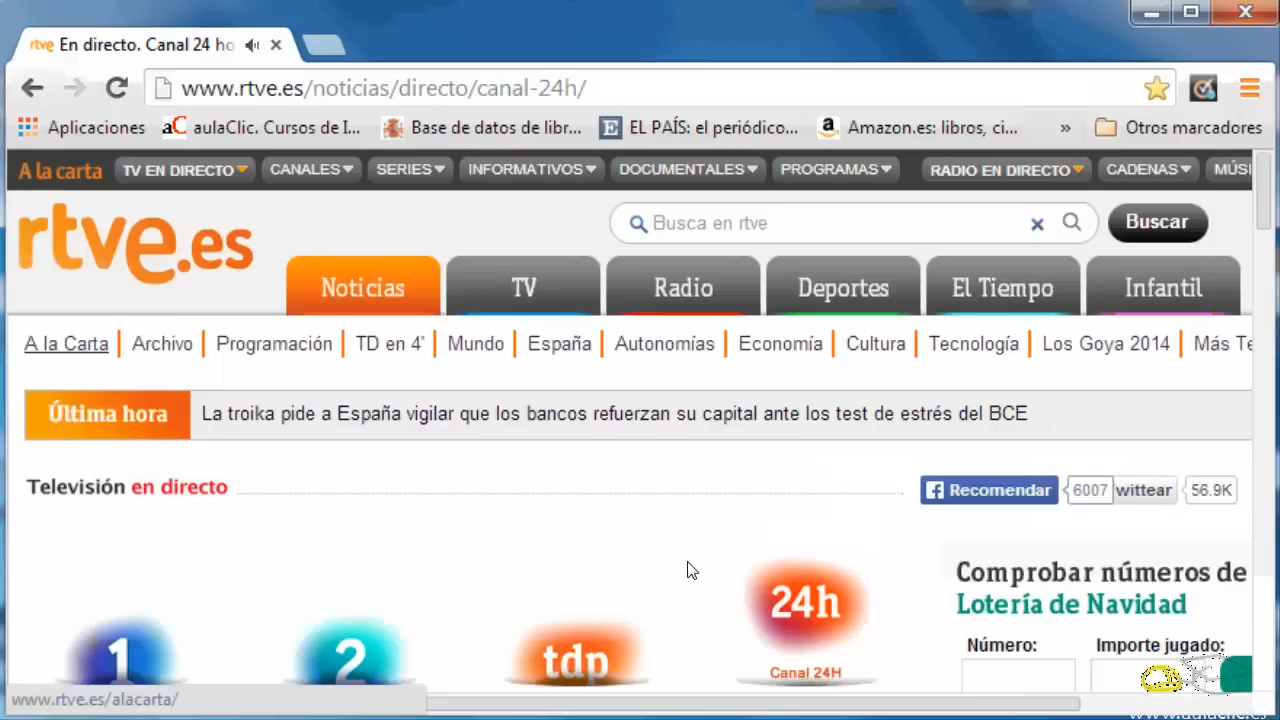 rtve En directo. Canal 24 ho
www.rtve.es/noticias/directo/canal-24h/
Aplicaciones aC aulaClic. Cursos de I... Base de datos de libr... E EL PAÍS: el periódico... a Amazon.es: libros, ci... » Otros marcadores
A la carta TV EN DIRECTO CANALES SERIES INFORMATIVOS DOCUMENTALES PROGRAMAS RADIO EN DIRECTO CADENAS MÚSI
rtve.es
Busca en rtve
Buscar
Noticias TV Radio Deportes El Tiempo Infantil
A la Carta Archivo Programación TD en 4' Mundo España Autonomías Economía Cultura Tecnología Los Goya 2014 Más Te
Última hora La troika pide a España vigilar que los bancos refuerzan su capital ante los test de estrés del BCE
Televisión en directo
Recomendar 6007 wittear 56.9K
Comprobar números de
Lotería de Navidad
Número: Importe jugado:
1 2 tdp 24h
Canal 24H
www.rtve.es/alacarta/